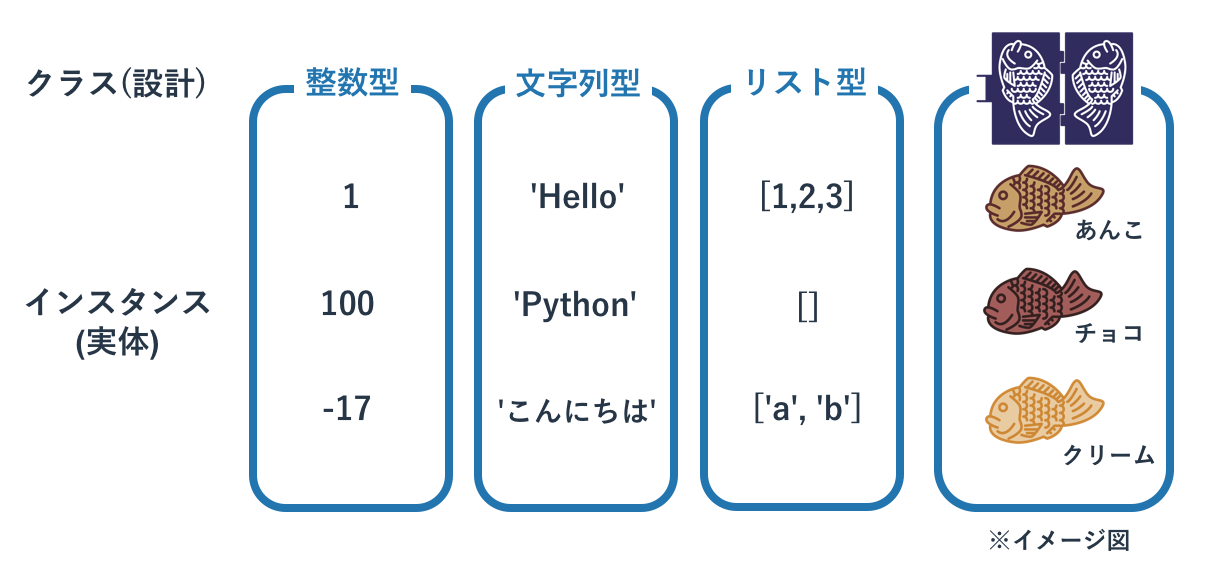 クラス(設計)
整数型
文字列型
リスト型
1
'Hello'
[1,2,3]
あんこ
インスタンス
(実体)
100
'Python'
[]
チョコ
-17
'こんにちは'
['a', 'b']
クリーム
※イメージ図